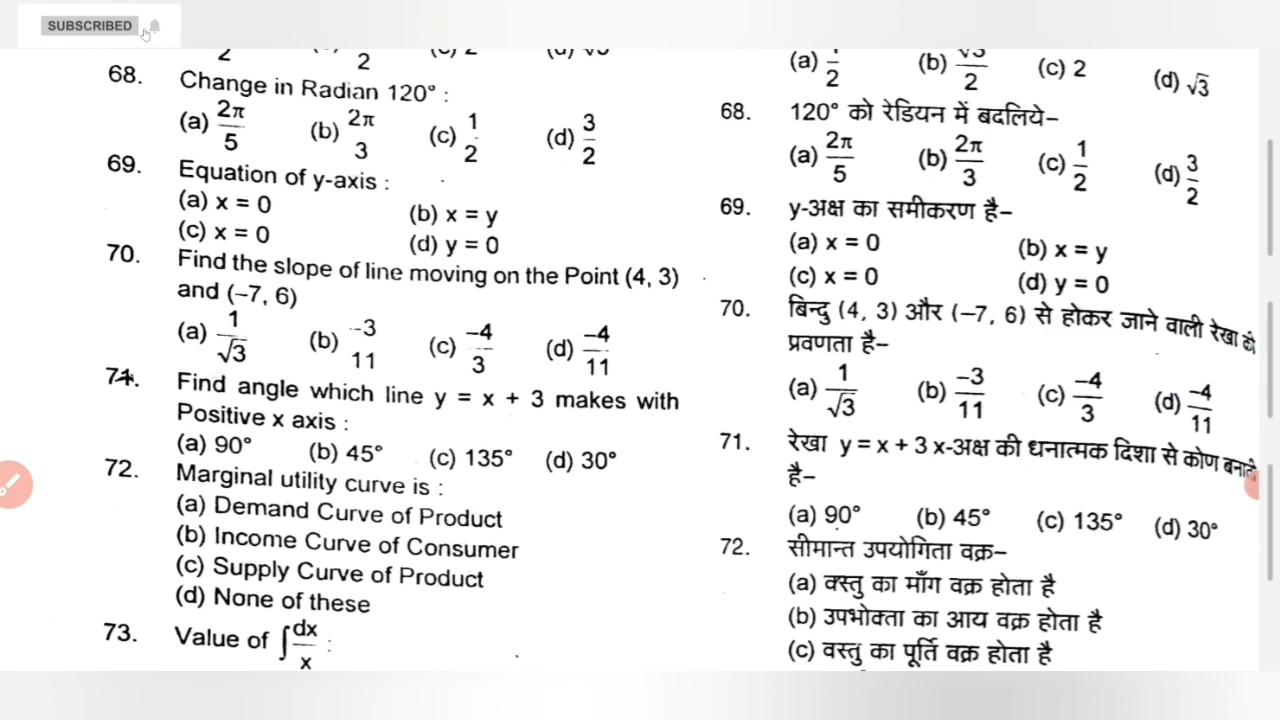 SUBSCRIBED
68. Change in Radian 120° :
(a) 2π/5 (b) 2π/3 (c) 1/2 (d) 3/2
69. Equation of y-axis :
(a) x = 0 (b) x = y
(c) x = 0 (d) y = 0
70. Find the slope of line moving on the Point (4, 3)
and (–7, 6)
(a) 1/√3 (b) -3/11 (c) -4/3 (d) -4/11
71. Find angle which line y = x + 3 makes with
Positive x axis :
(a) 90° (b) 45° (c) 135° (d) 30°
72. Marginal utility curve is :
(a) Demand Curve of Product
(b) Income Curve of Consumer
(c) Supply Curve of Product
(d) None of these
73. Value of ∫dx/x :
(a) 1/2 (b) √3/2 (c) 2 (d) √3
68. 120° को रेडियन में बदलिये–
(a) 2π/5 (b) 2π/3 (c) 1/2 (d) 3/2
69. y-अक्ष का समीकरण है–
(a) x = 0 (b) x = y
(c) x = 0 (d) y = 0
70. बिन्दु (4, 3) और (–7, 6) से होकर जाने वाली रेखा की
प्रवणता है–
(a) 1/√3 (b) -3/11 (c) -4/3 (d) -4/11
71. रेखा y = x + 3 x-अक्ष की धनात्मक दिशा से कोण बनाती
है–
(a) 90° (b) 45° (c) 135° (d) 30°
72. सीमान्त उपयोगिता वक्र–
(a) वस्तु का माँग वक्र होता है
(b) उपभोक्ता का आय वक्र होता है
(c) वस्तु का पूर्ति वक्र होता है